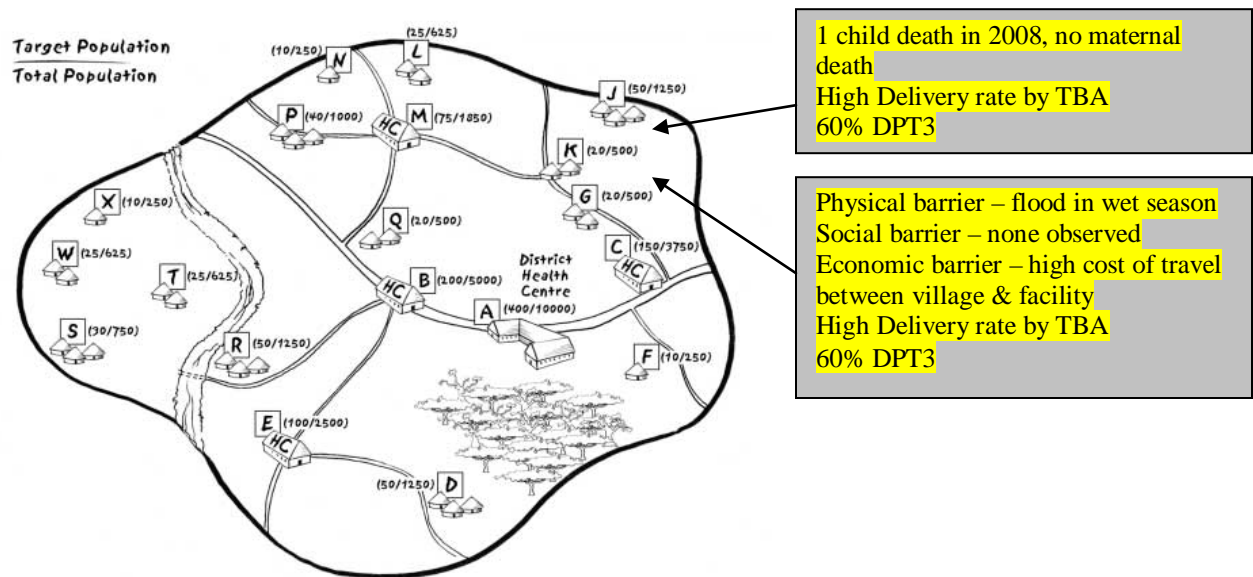 Target Population
Total Population
(10/250)
N
(25/625)
L
J
(50/1250)
P
(40/1000)
HC
M
(75/1850)
K
(20/500)
G
(20/500)
X
(10/250)
Q
(20/500)
C
(150/3750)
HC
W
(25/625)
T
(25/625)
District
Health
Centre
HC
B
(200/5000)
A
(400/10000)
S
(30/750)
R
(50/1250)
F
(10/250)
E
(100/2500)
HC
(50/1250)
D
1 child death in 2008, no maternal
death
High Delivery rate by TBA
60% DPT3
Physical barrier – flood in wet season
Social barrier – none observed
Economic barrier – high cost of travel
between village & facility
High Delivery rate by TBA
60% DPT3